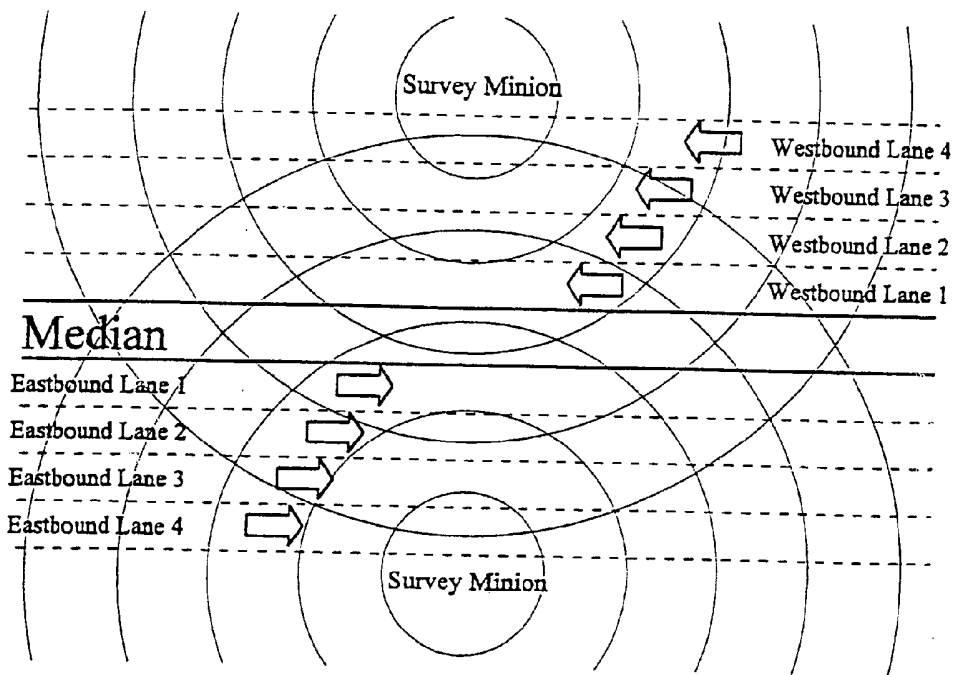 Survey Minion
Westbound Lane 4
Westbound Lane 3
Westbound Lane 2
Westbound Lane 1
Median
Eastbound Lane 1
Eastbound Lane 2
Eastbound Lane 3
Eastbound Lane 4
Survey Minion